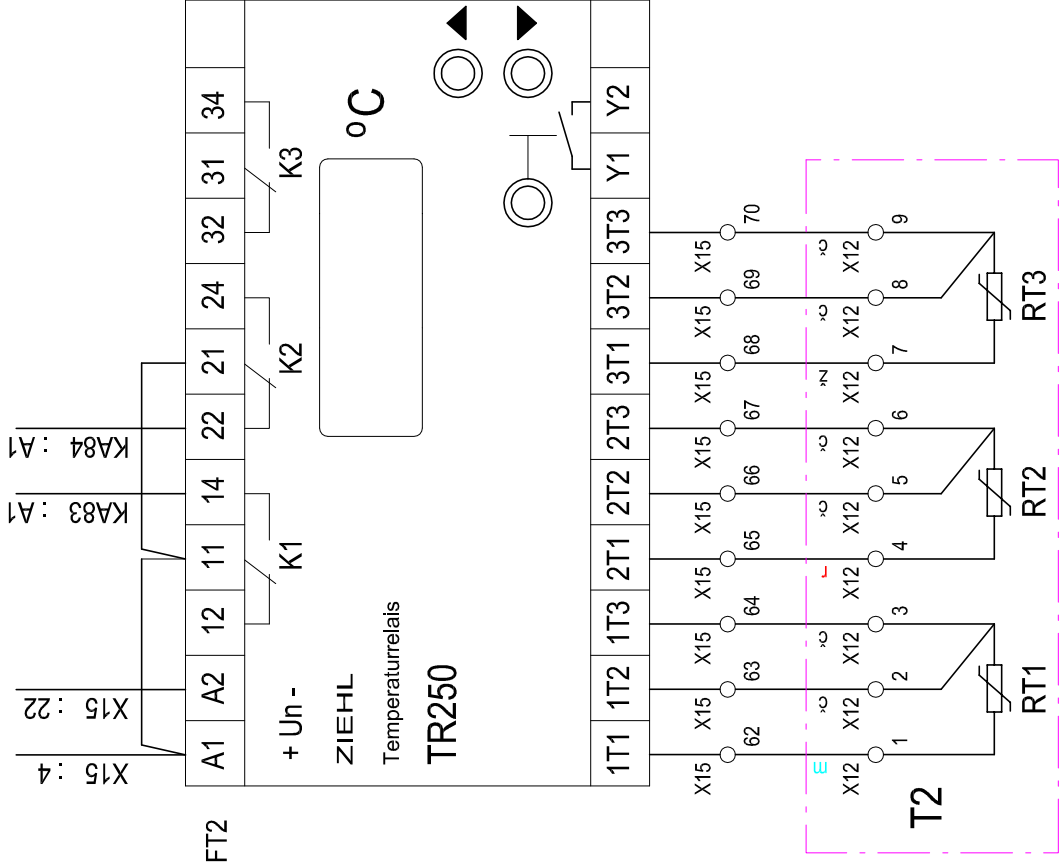 X15 : 4
X15 : 22
KA83 : A1
KA84 : A1
FT2
A1 A2 12 11 14 22 21 24 32 31 34
+ Un -
K1 K2 K3
ZIEHL
°C
Temperaturrelais
TR250
1T1 1T2 1T3 2T1 2T2 2T3 3T1 3T2 3T3 Y1 Y2
X15 X15 X15 X15 X15 X15 X15 X15 X15
62 63 64 65 66 67 68 69 70
X12 X12 X12 X12 X12 X12 X12 X12 X12
1 2 3 4 5 6 7 8 9
T2
RT1 RT2 RT3